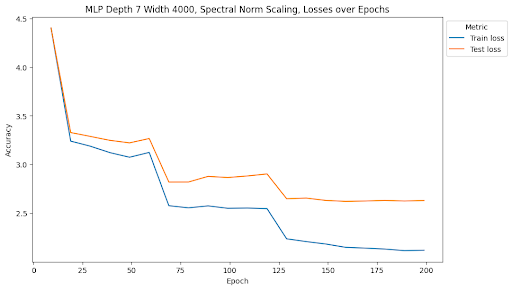 MLP Depth 7 Width 4000, Spectral Norm Scaling, Losses over Epochs
Metric
Train loss
Test loss
Accuracy
4.5
4.0
3.5
3.0
2.5
0 25 50 75 100 125 150 175 200
Epoch